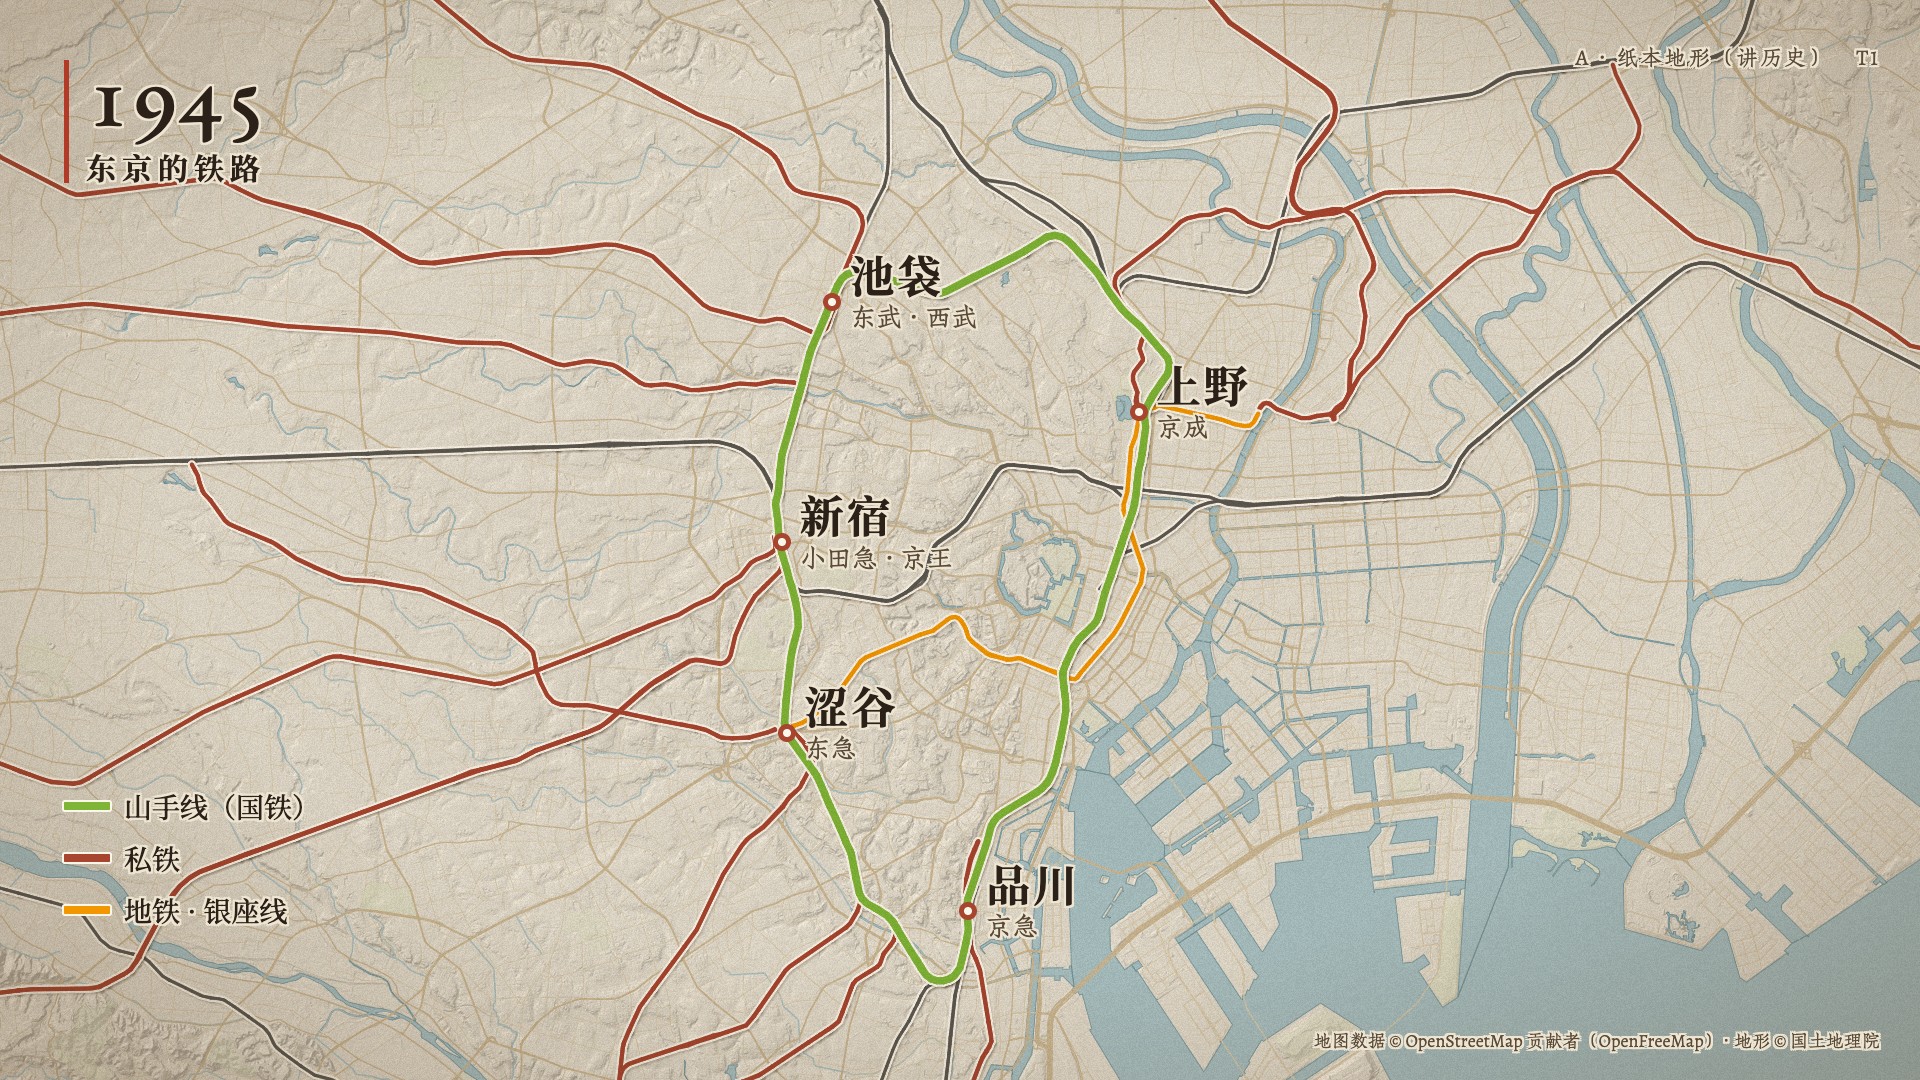 1945
东京的铁路
A · 纸本地形（讲历史） T1
池袋
东武 · 西武
上野
京成
新宿
小田急 · 京王
涩谷
东急
品川
京急
山手线（国铁）
私铁
地铁 · 银座线
地图数据 © OpenStreetMap 贡献者（OpenFreeMap）· 地形 © 国土地理院